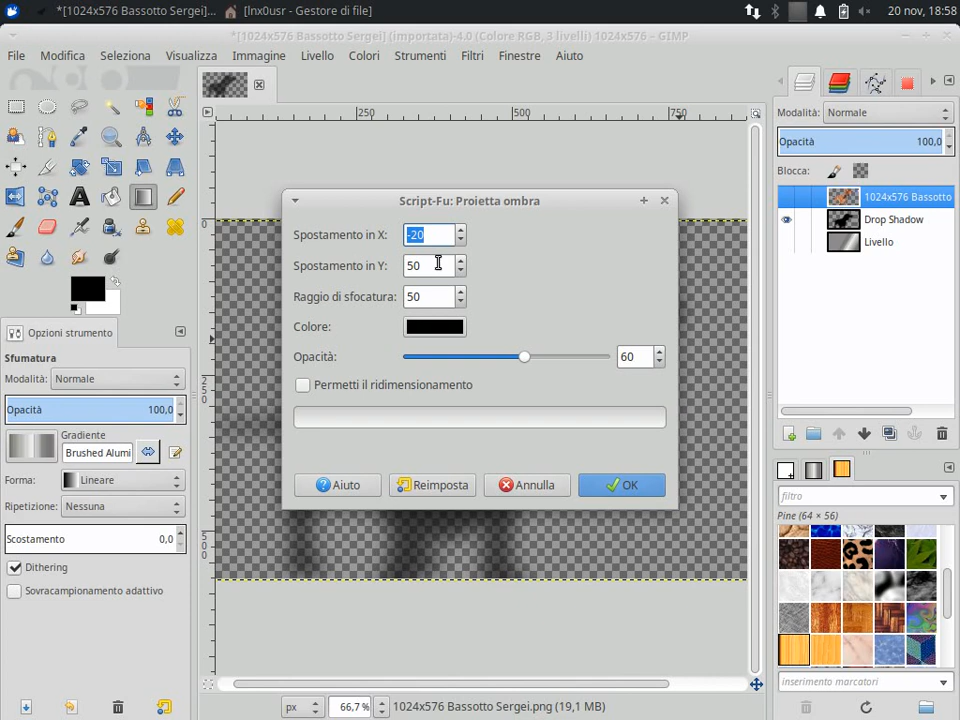 *[1024x576 Bassotto Sergei]...
[lnx0usr - Gestore di file]
20 nov, 18:58
*[1024x576 Bassotto Sergei] (importata)-4.0 (Colore RGB, 3 livelli) 1024x576 – GIMP
File Modifica Seleziona Visualizza Immagine Livello Colori Strumenti Filtri Finestre Aiuto
250 500 750
0
250
500
Opzioni strumento
Sfumatura
Modalità: Normale
Opacità 100,0
Gradiente
Brushed Alumi
Forma: Lineare
Ripetizione: Nessuna
Scostamento 0,0
Dithering
Sovracampionamento adattivo
Script-Fu: Proietta ombra
Spostamento in X: -20
Spostamento in Y: 50
Raggio di sfocatura: 50
Colore:
Opacità: 60
Permetti il ridimensionamento
Aiuto Reimposta Annulla OK
px 66,7% 1024x576 Bassotto Sergei.png (19,1 MB)
Modalità: Normale
Opacità 100,0
Blocca:
1024x576 Bassotto
Drop Shadow
Livello
filtro
Pine (64 × 56)
inserimento marcatori